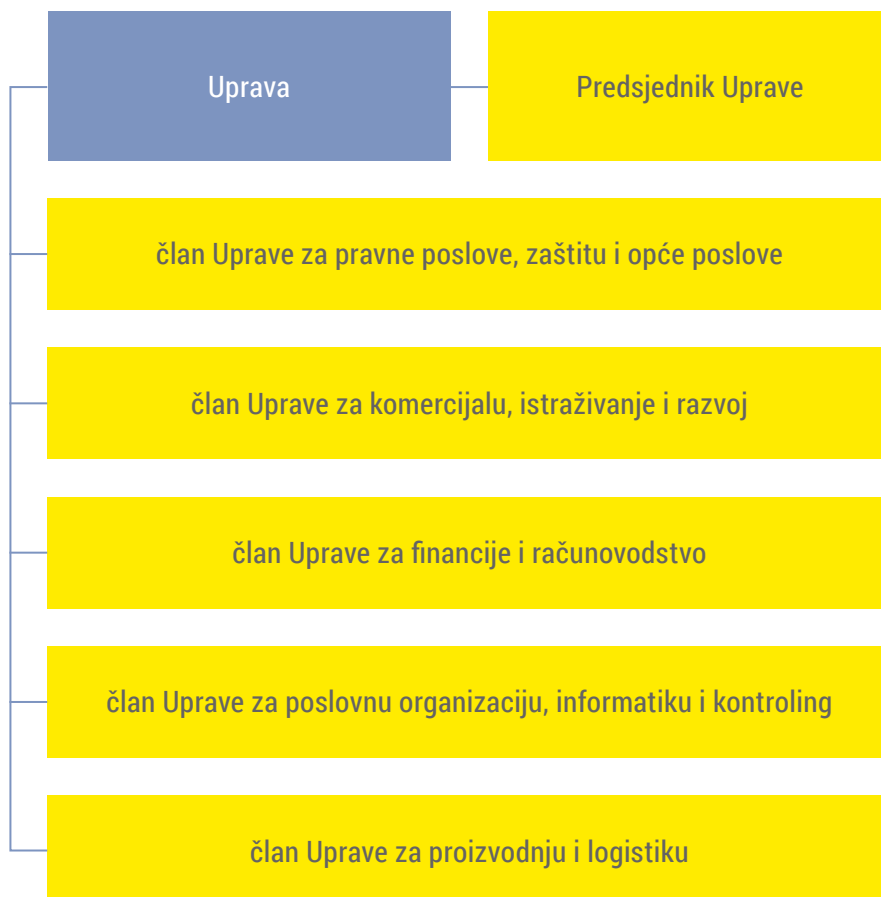 Uprava
Predsjednik Uprave
član Uprave za pravne poslove, zaštitu i opće poslove
član Uprave za komercijalu, istraživanje i razvoj
član Uprave za financije i računovodstvo
član Uprave za poslovnu organizaciju, informatiku i kontroling
član Uprave za proizvodnju i logistiku